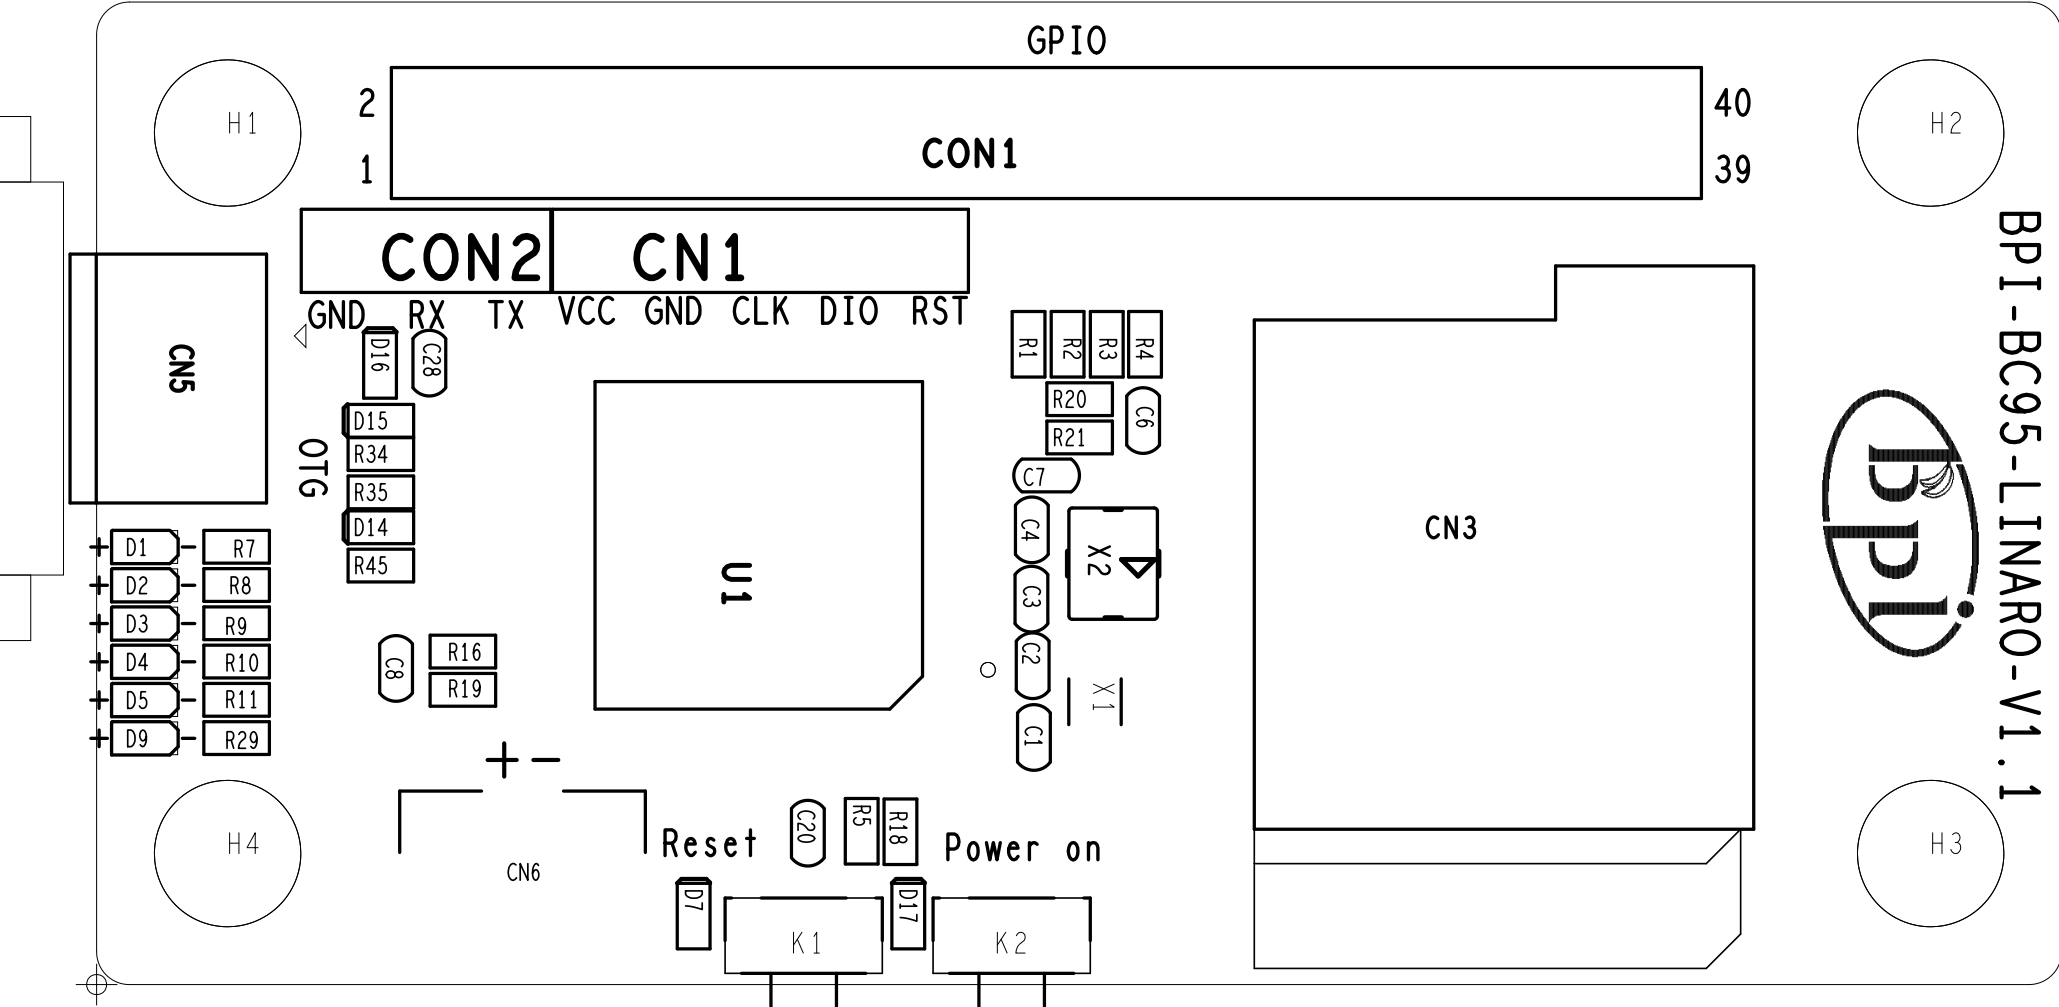 GPIO
2
40
H1
H2
CON1
1
39
CON2 CN1
GND RX TX VCC GND CLK DIO RST
BPI-BC95-LINARO-V1.1
CN5
D16
C28
R1
R2
R3
R4
R20
C6
D15
R21
OTG
R34
C7
R35
bpi
D14
C4
CN3
R45
X2
D1
R7
D2
R8
U1
C3
+ D3 -
R9
+ D4 -
R10
C8
R16
C2
R19
X1
+ D5 -
R11
+ D9 -
R29
C1
+ -
H4
CN6
Reset
C20
R5
R18
Power on
H3
D7
K1
D17
K2